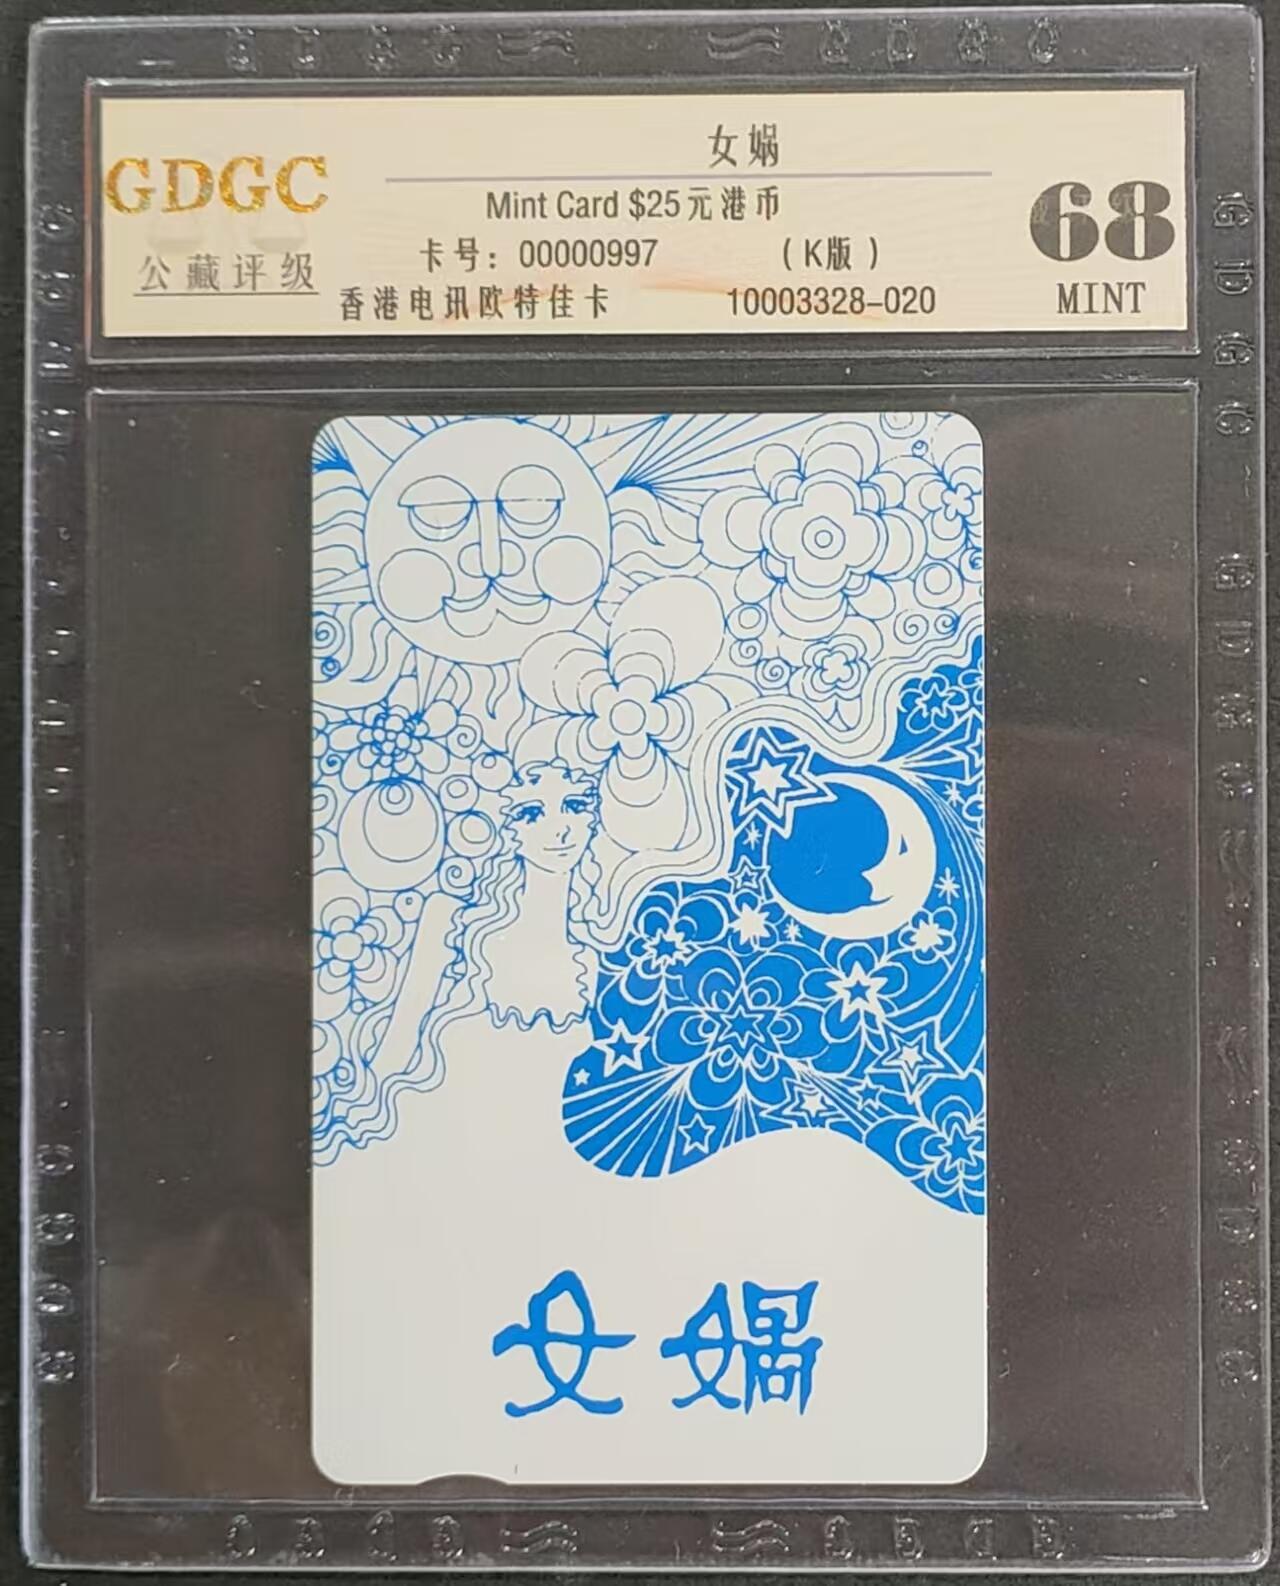 女娲
GDGC
公藏评级
Mint Card $25元港币
卡号：00000997 （K版）
香港电讯欧特佳卡 10003328-020
68
MINT
女媧